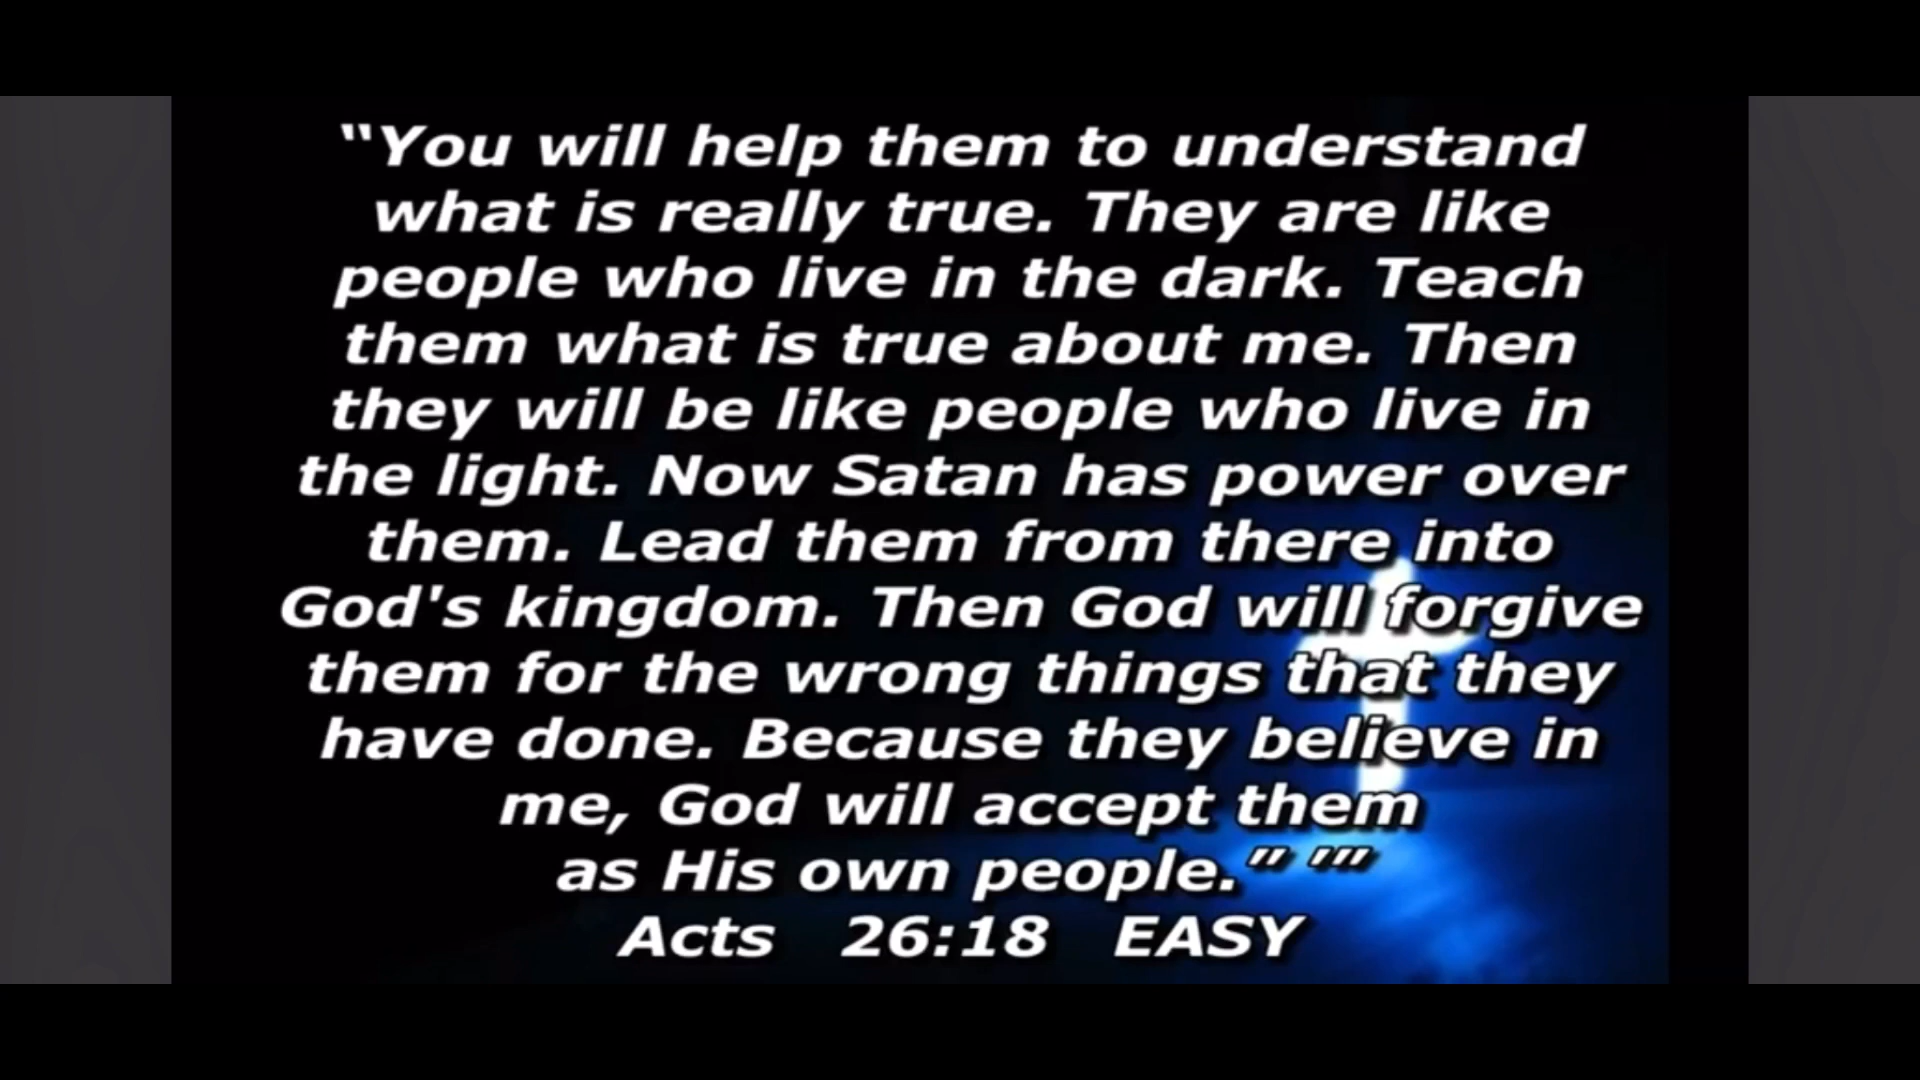 “You will help them to understand
what is really true. They are like
people who live in the dark. Teach
them what is true about me. Then
they will be like people who live in
the light. Now Satan has power over
them. Lead them from there into
God's kingdom. Then God will forgive
them for the wrong things that they
have done. Because they believe in
me, God will accept them
as His own people.” ’”
Acts 26:18 EASY